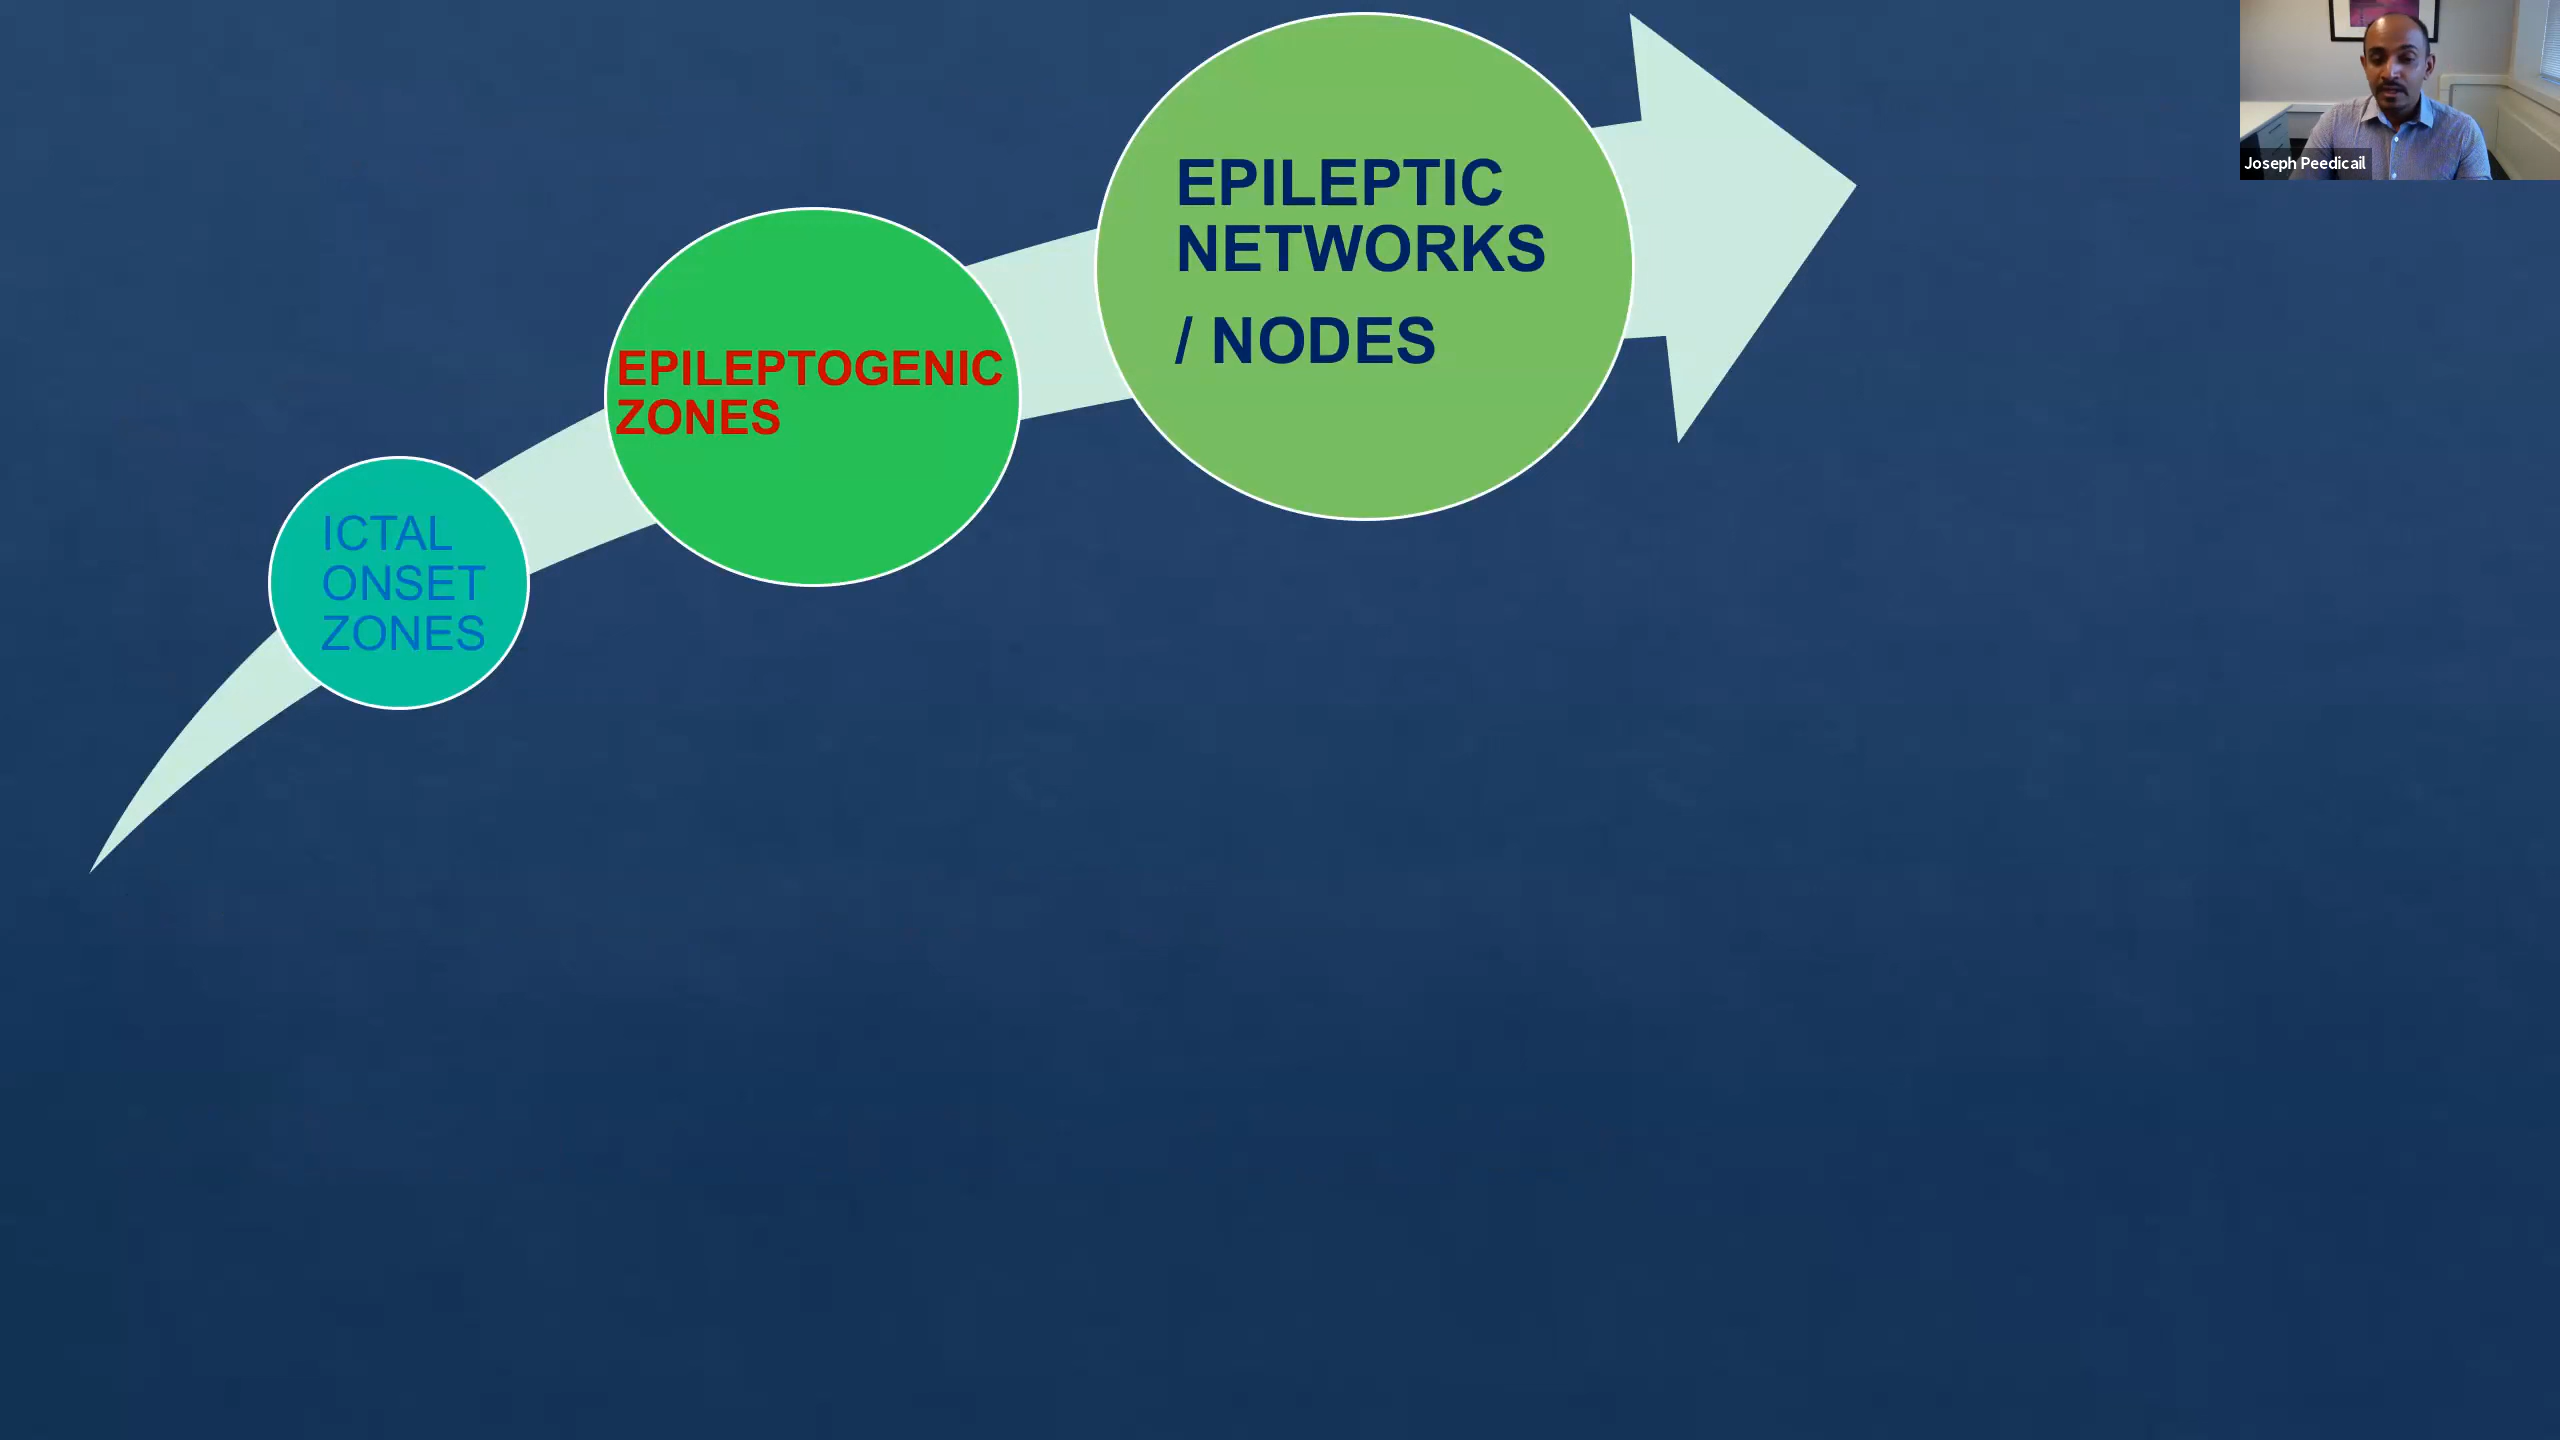 ICTAL
ONSET
ZONES
EPILEPTOGENIC
ZONES
EPILEPTIC
NETWORKS
/ NODES
Joseph Peedicail